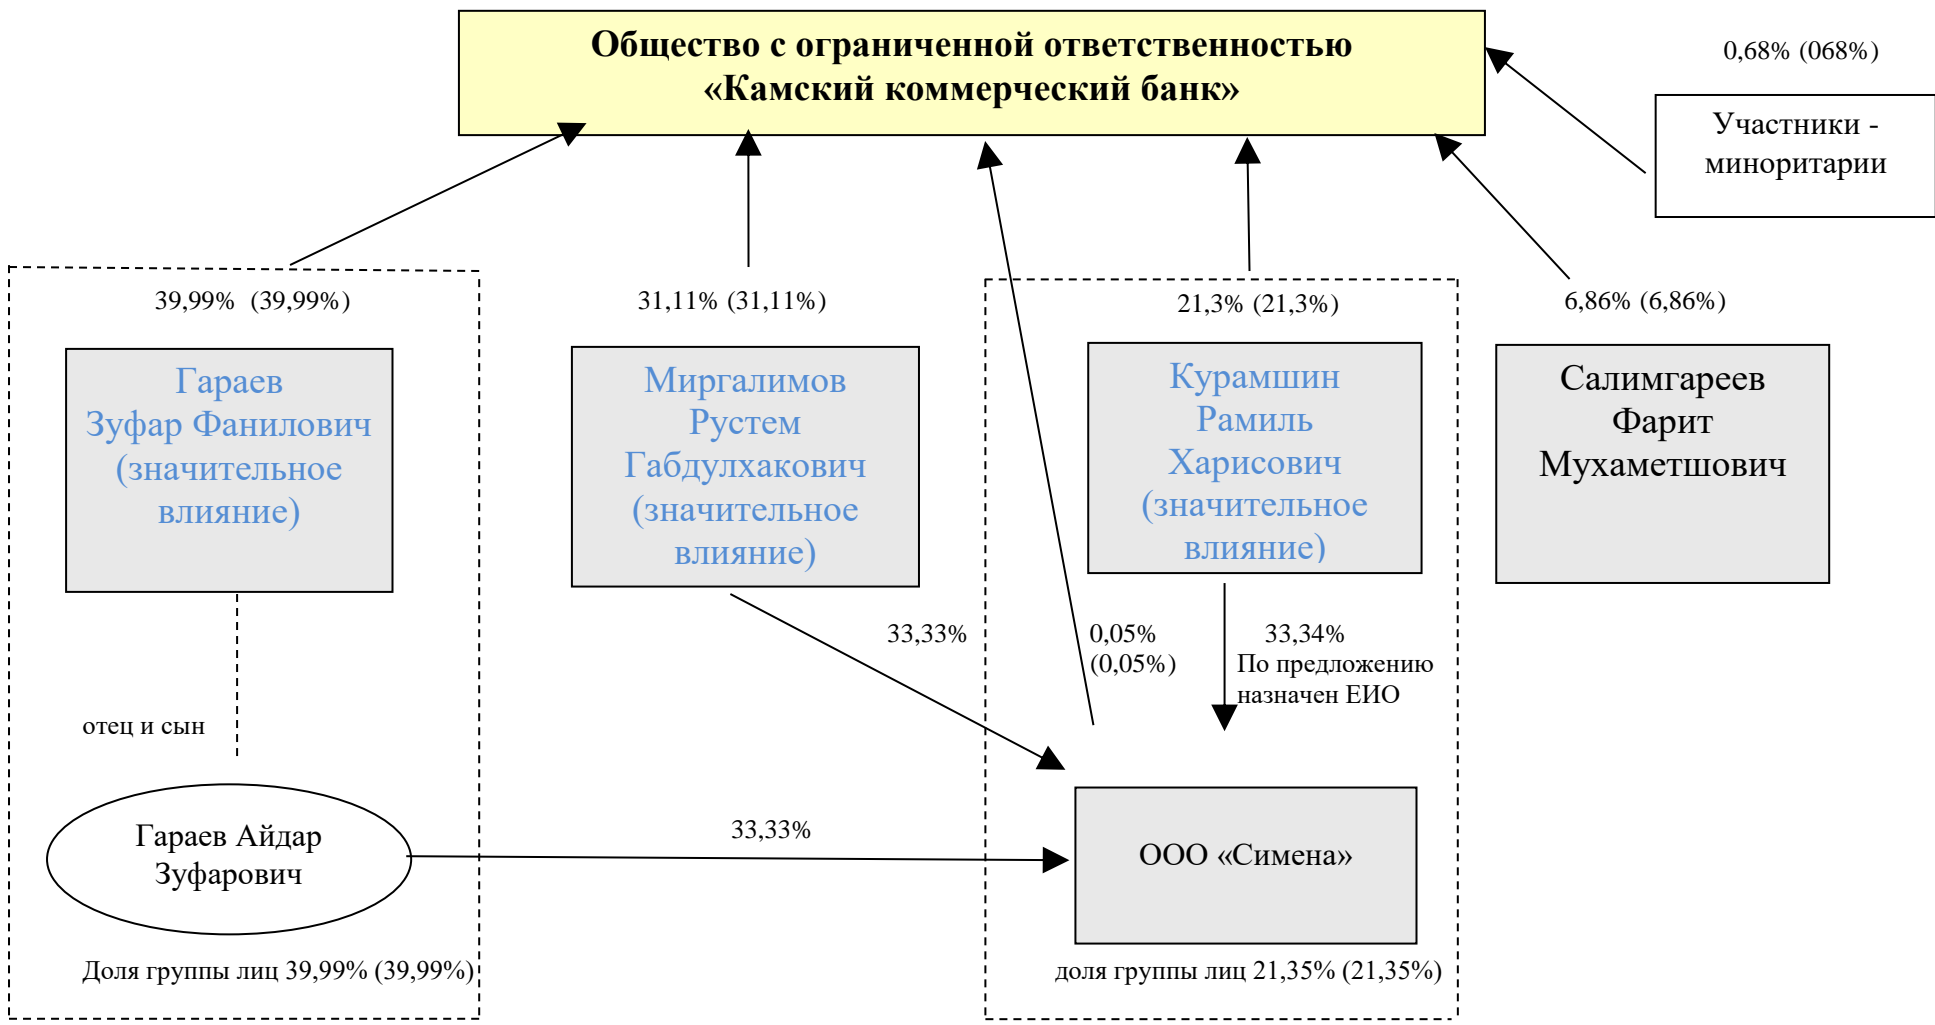 Общество с ограниченной ответственностью
«Камский коммерческий банк»
0,68% (068%)
Участники -
миноритарии
39,99%  (39,99%)
Гараев
Зуфар Фанилович
(значительное
влияние)
31,11% (31,11%)
Миргалимов
Рустем
Габдулхакович
(значительное
влияние)
21,3% (21,3%)
Курамшин
Рамиль
Харисович
(значительное
влияние)
6,86% (6,86%)
Салимгареев
Фарит
Мухаметшович
33,33%
0,05%
(0,05%)
33,34%
По предложению
назначен ЕИО
отец и сын
Гараев Айдар
Зуфарович
33,33%
ООО «Симена»
Доля группы лиц 39,99% (39,99%)
доля группы лиц 21,35% (21,35%)